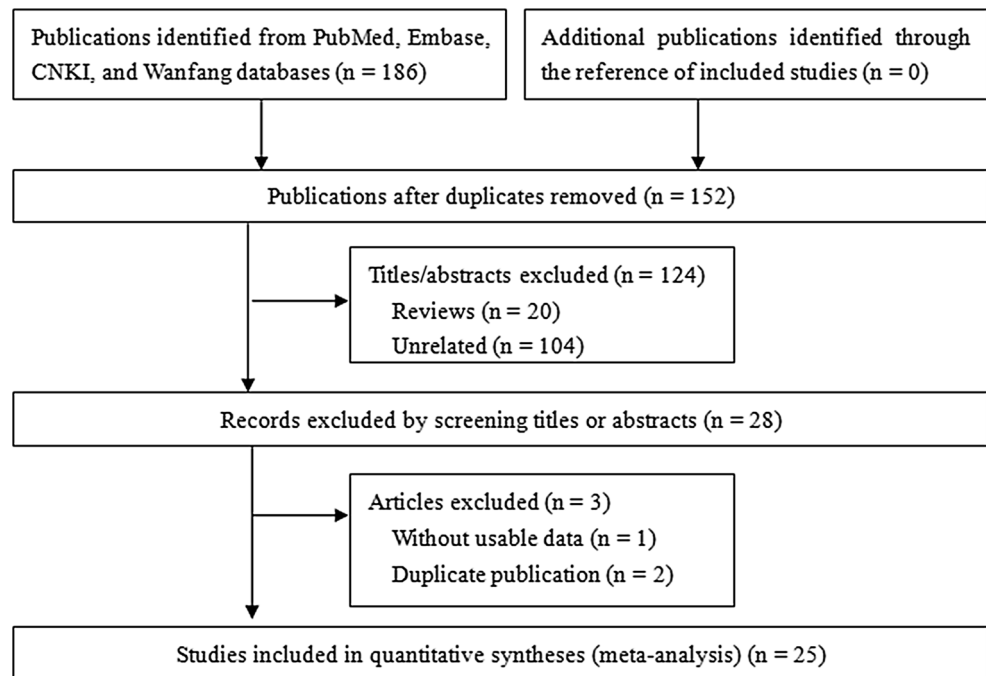 Publications identified from PubMed, Embase,
CNKI, and Wanfang databases (n = 186)
Additional publications identified through
the reference of included studies (n = 0)
Publications after duplicates removed (n = 152)
Titles/abstracts excluded (n = 124)
Reviews (n = 20)
Unrelated (n = 104)
Records excluded by screening titles or abstracts (n = 28)
Articles excluded (n = 3)
Without usable data (n = 1)
Duplicate publication (n = 2)
Studies included in quantitative syntheses (meta-analysis) (n = 25)